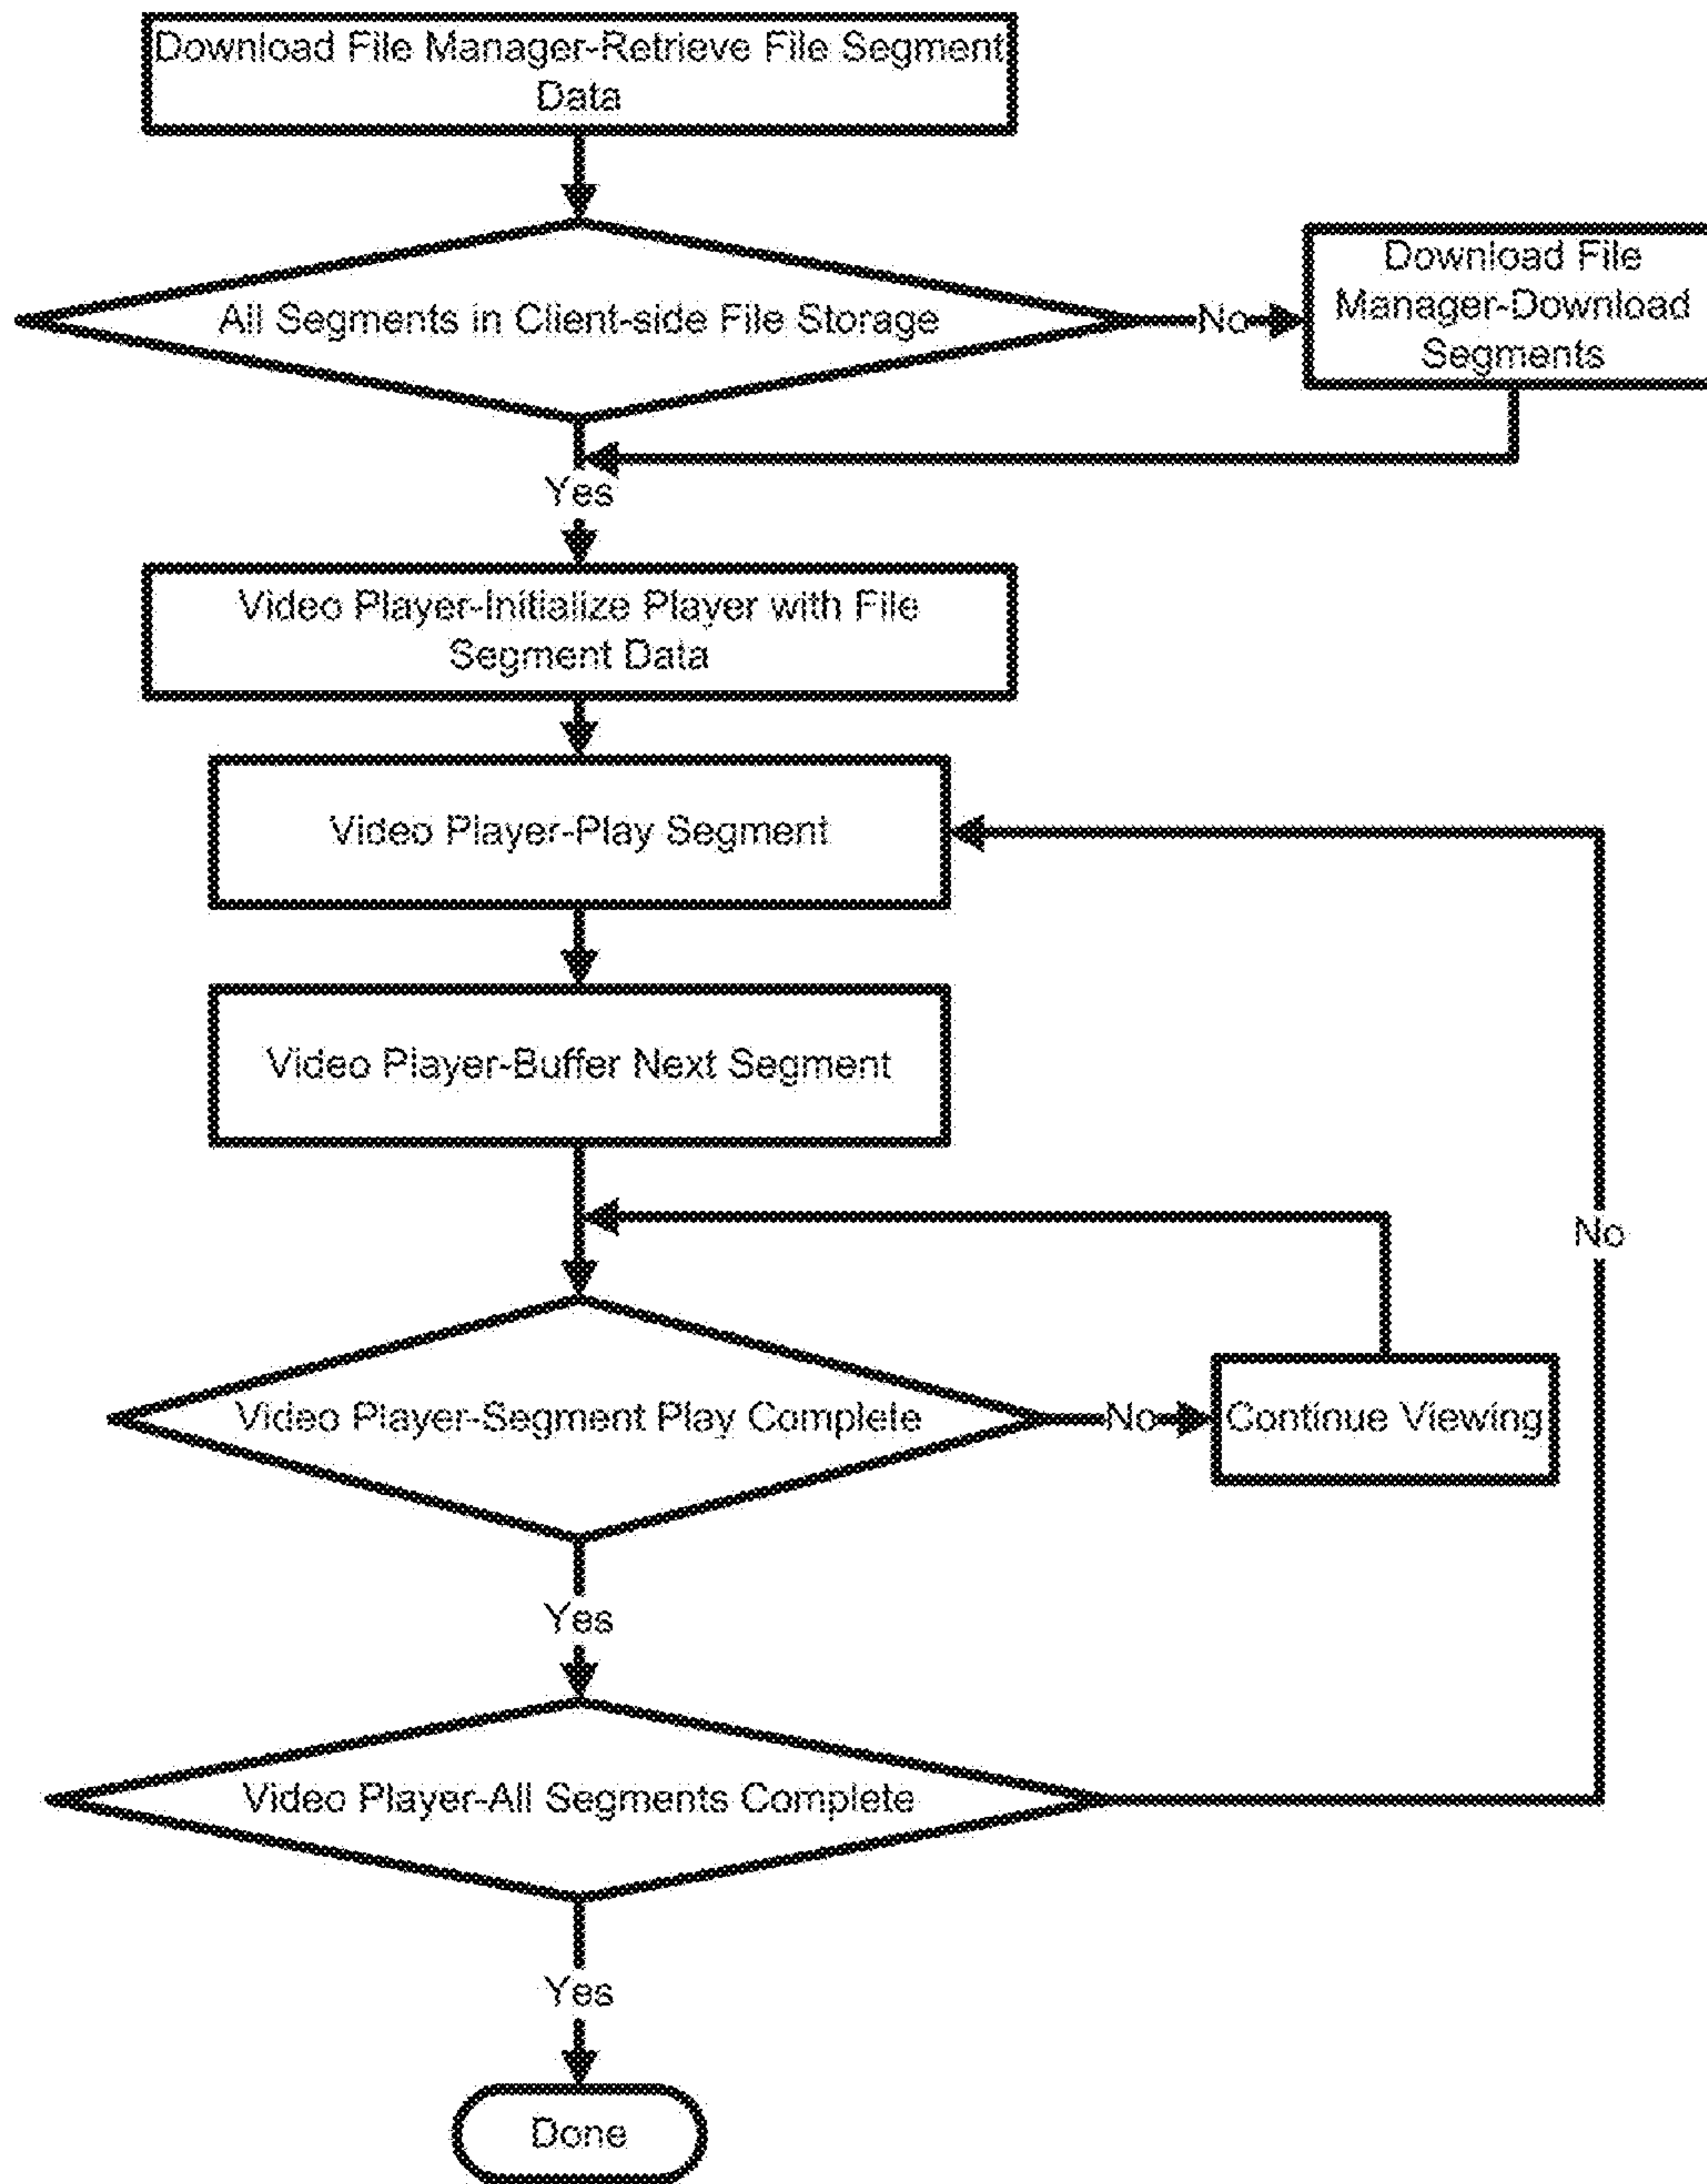 Download File Manager-Retrieve File Segment
Data
All Segments in Client-side File Storage
No
Download File
Manager-Download
Segments
Yes
Video Player-Initialize Player with File
Segment Data
Video Player-Play Segment
Video Player-Buffer Next Segment
No
Video Player-Segment Play Complete
No
Continue Viewing
Yes
Video Player-All Segments Complete
Yes
Done